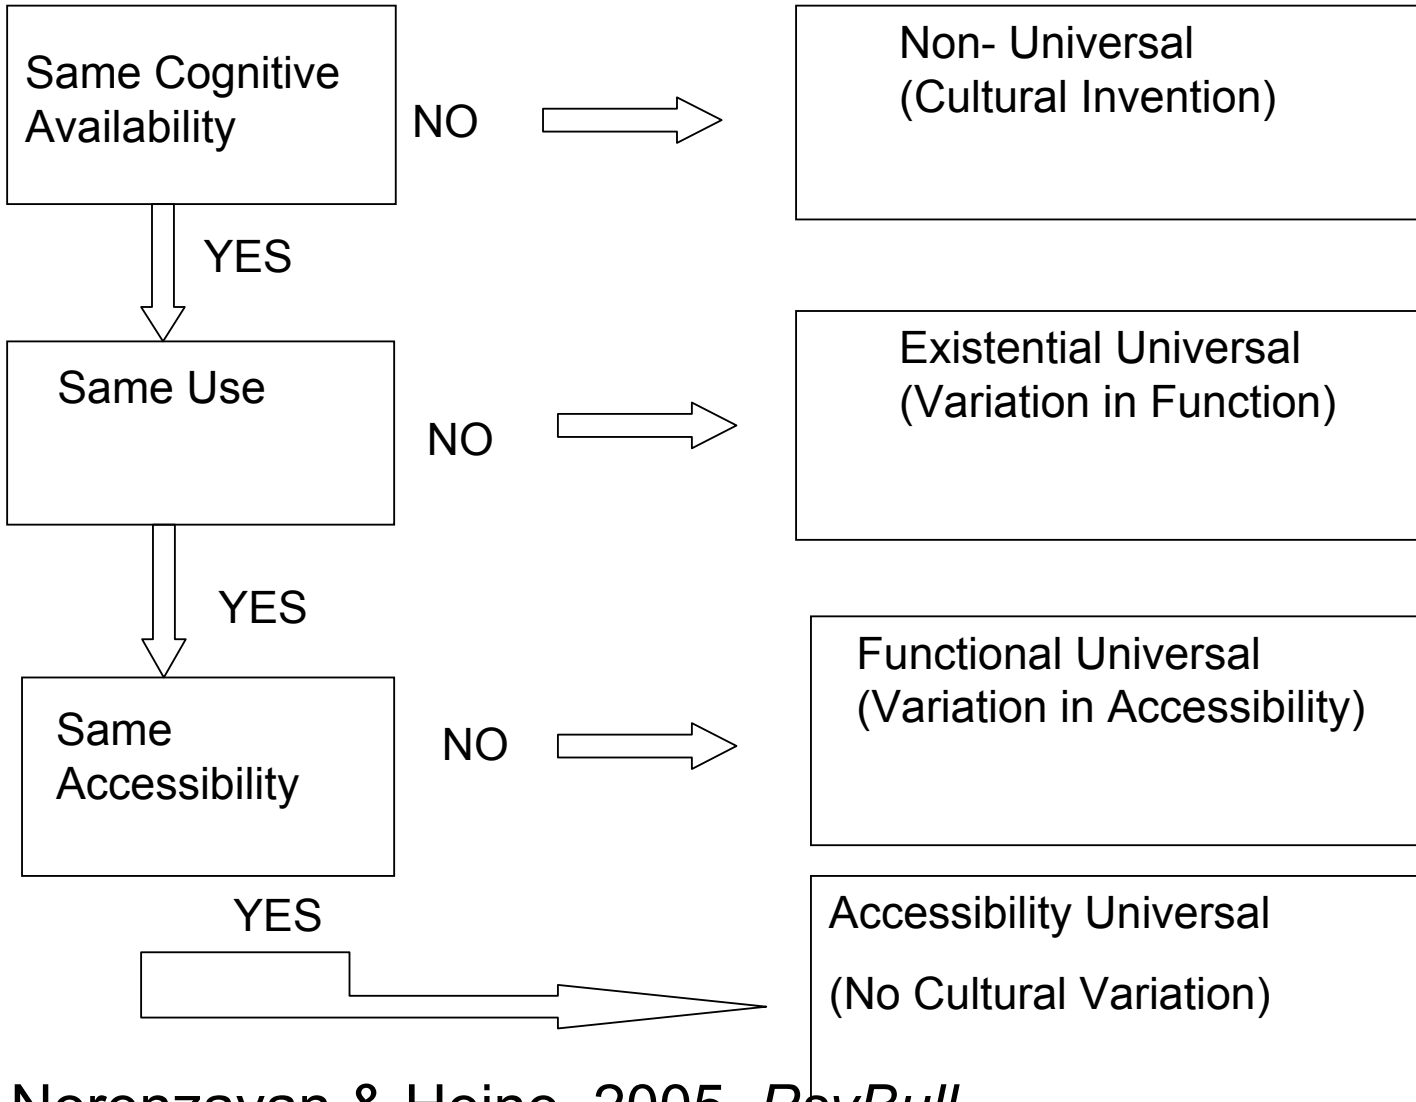 Same Cognitive
Availability
NO
Non- Universal
(Cultural Invention)
YES
Same Use
NO
Existential Universal
(Variation in Function)
YES
Same
Accessibility
NO
Functional Universal
(Variation in Accessibility)
YES
Accessibility Universal
(No Cultural Variation)
Norenzayan & Heine, 2005, PsyBull